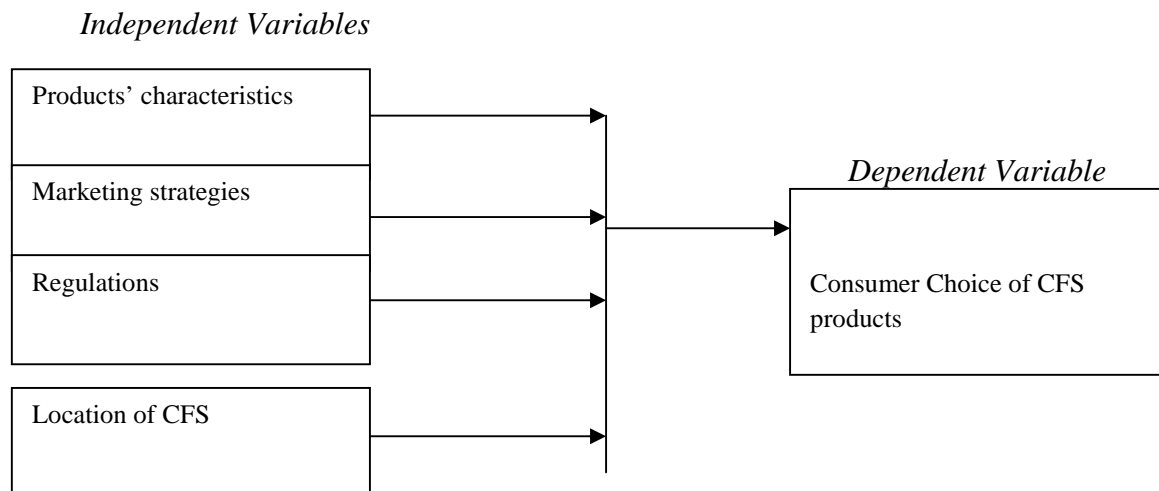 Independent Variables
Products’ characteristics
Marketing strategies
Regulations
Location of CFS
Dependent Variable
Consumer Choice of CFS
products